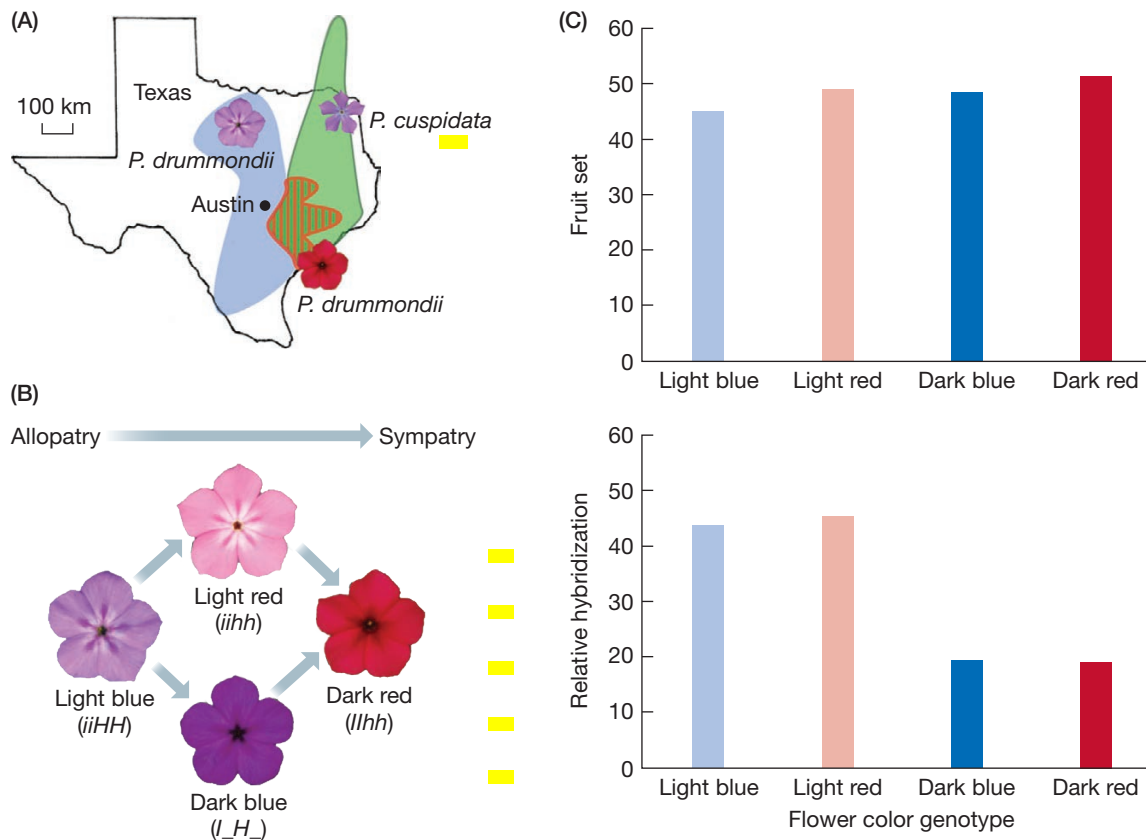 (A)
Texas
100 km
P. cuspidata
P. drummondii
Austin
P. drummondii
(B)
Allopatry
Sympatry
Light red
(iihh)
Light blue
(iiHH)
Dark red
(IIhh)
Dark blue
(I_H_)
(C)
60
50
40
30
20
10
0
Fruit set
Light blue
Light red
Dark blue
Dark red
60
50
40
30
20
10
0
Relative hybridization
Light blue
Light red
Dark blue
Dark red
Flower color genotype